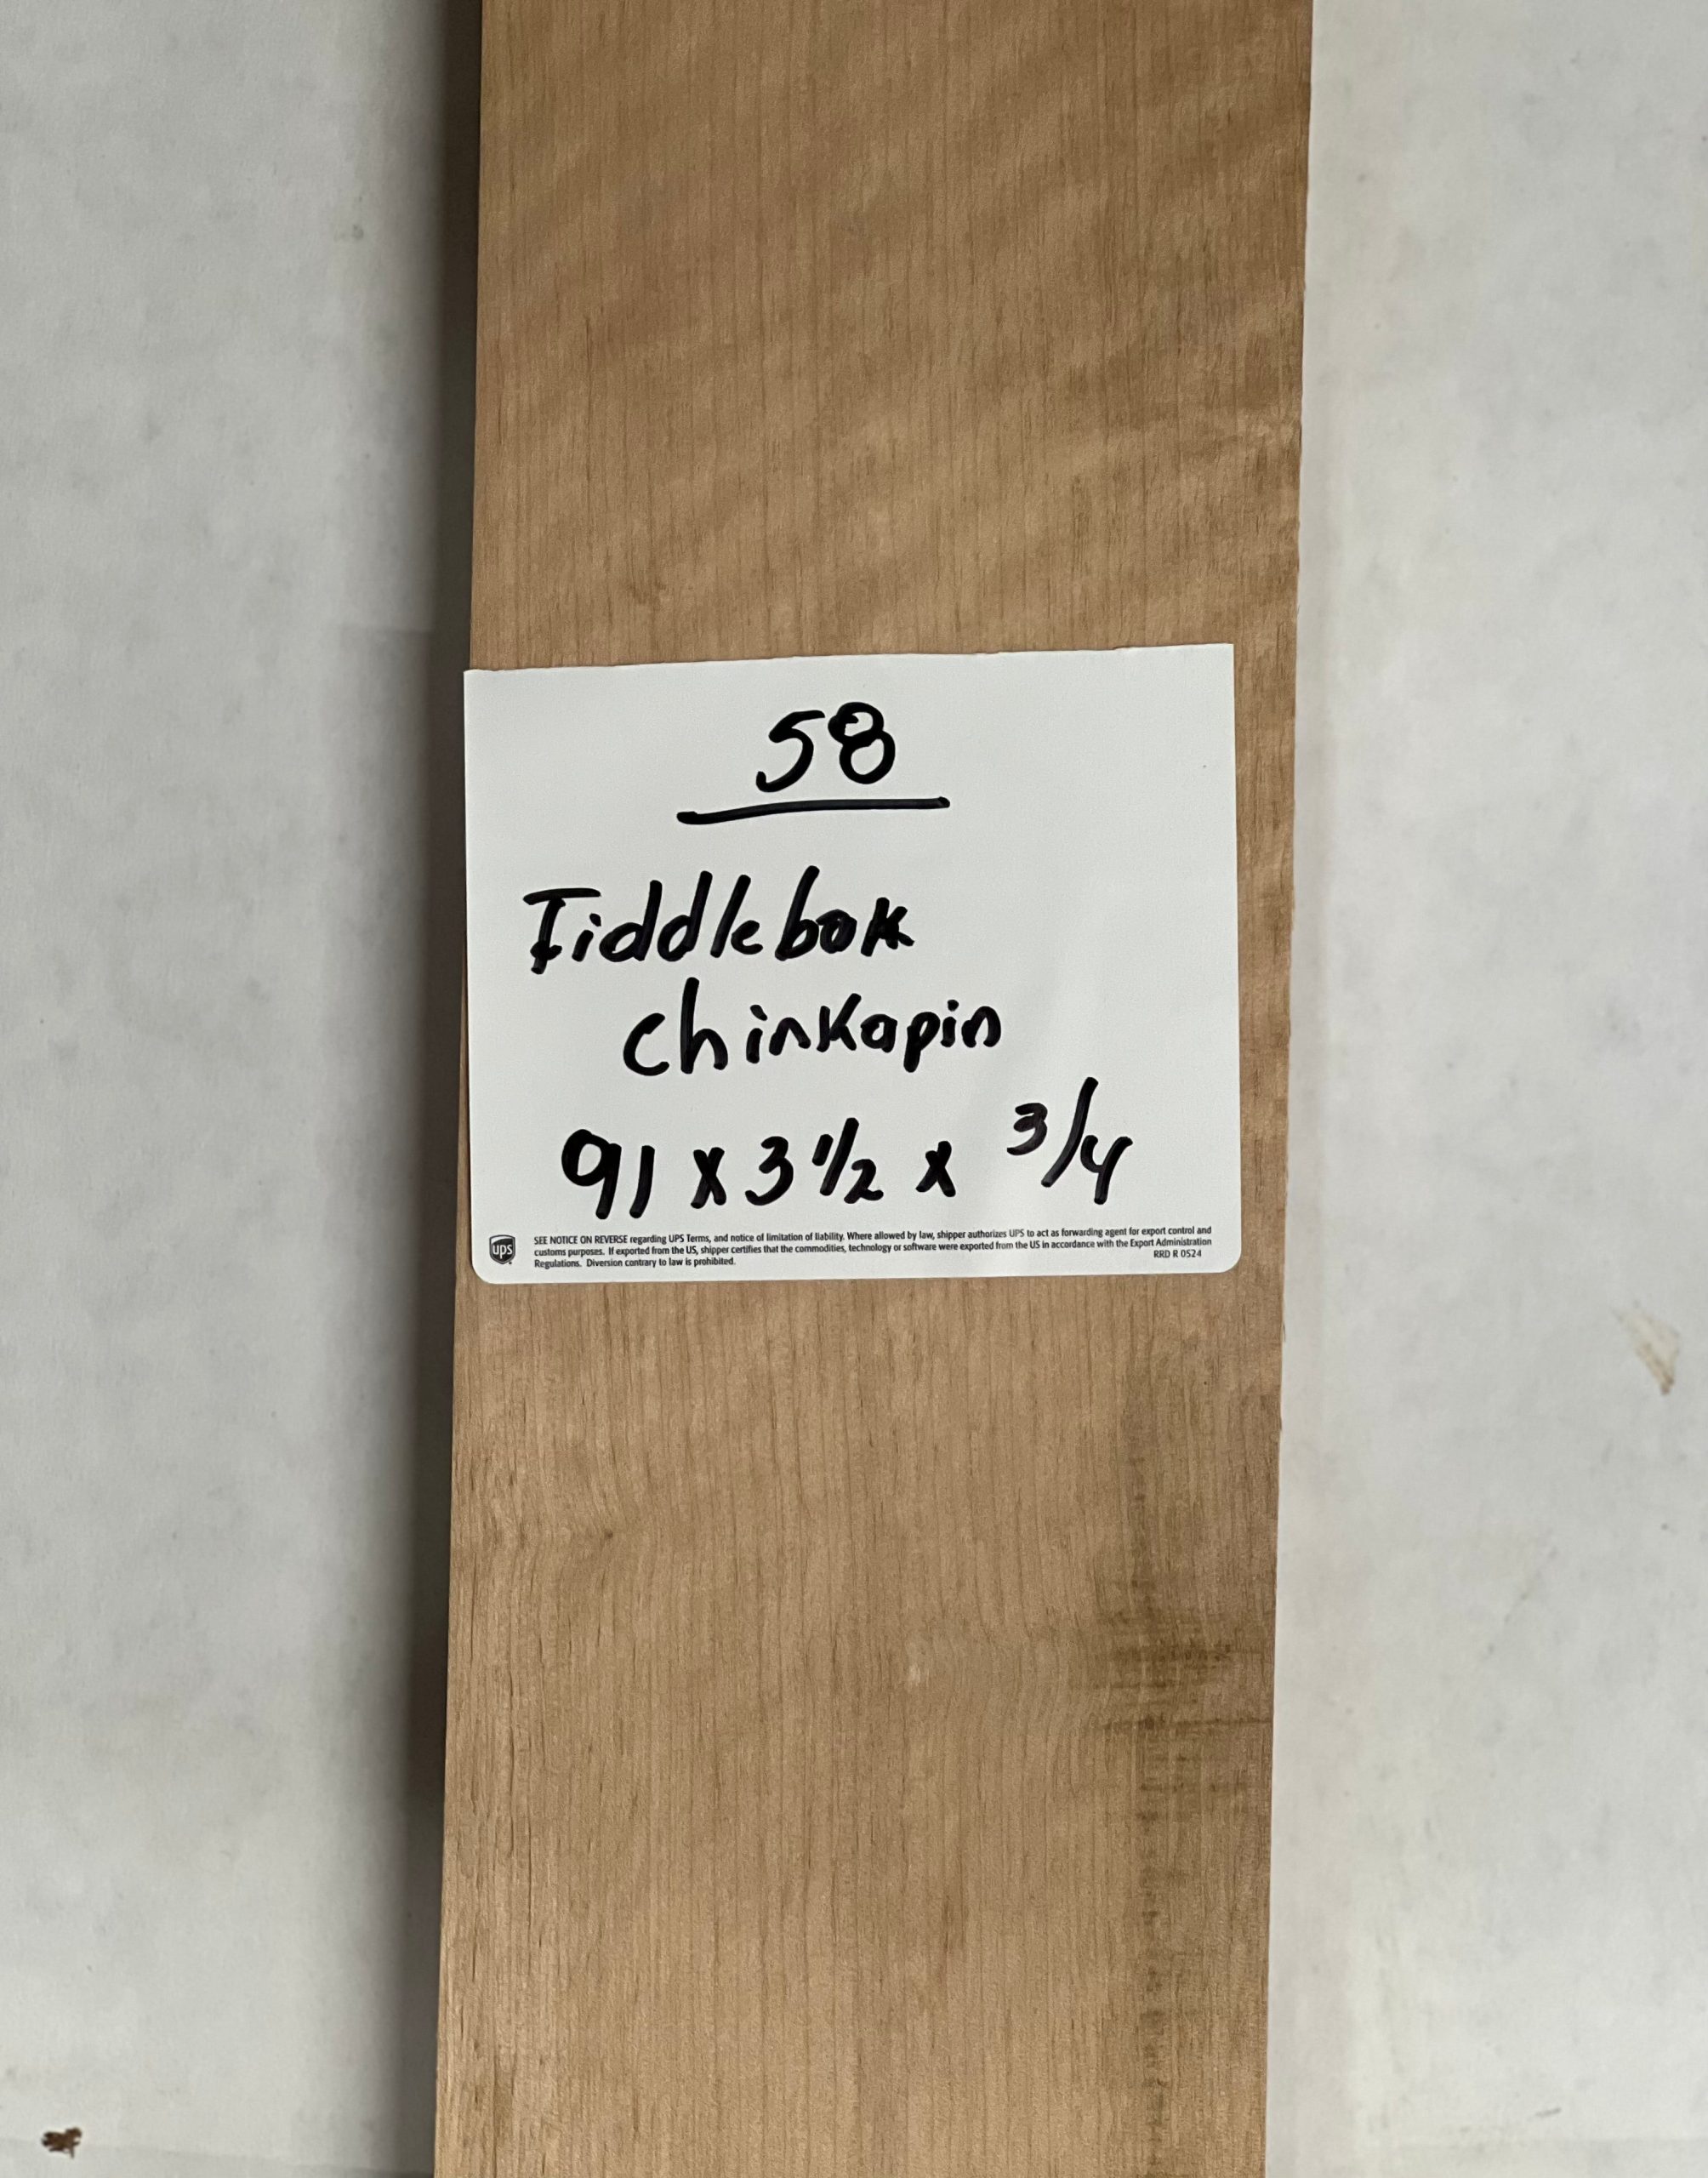 58
Fiddlebak
chinkapin
91 x 3 1/2 x 3/4
ups
SEE NOTICE ON REVERSE regarding UPS Terms, and notice of limitation of liability. Where allowed by law, shipper authorizes UPS to act as forwarding agent for export control and
customs purposes. If exported from the US, shipper certifies that the commodities, technology or software were exported from the US in accordance with the Export Administration
Regulations. Diversion contrary to law is prohibited.
RRD R 0524